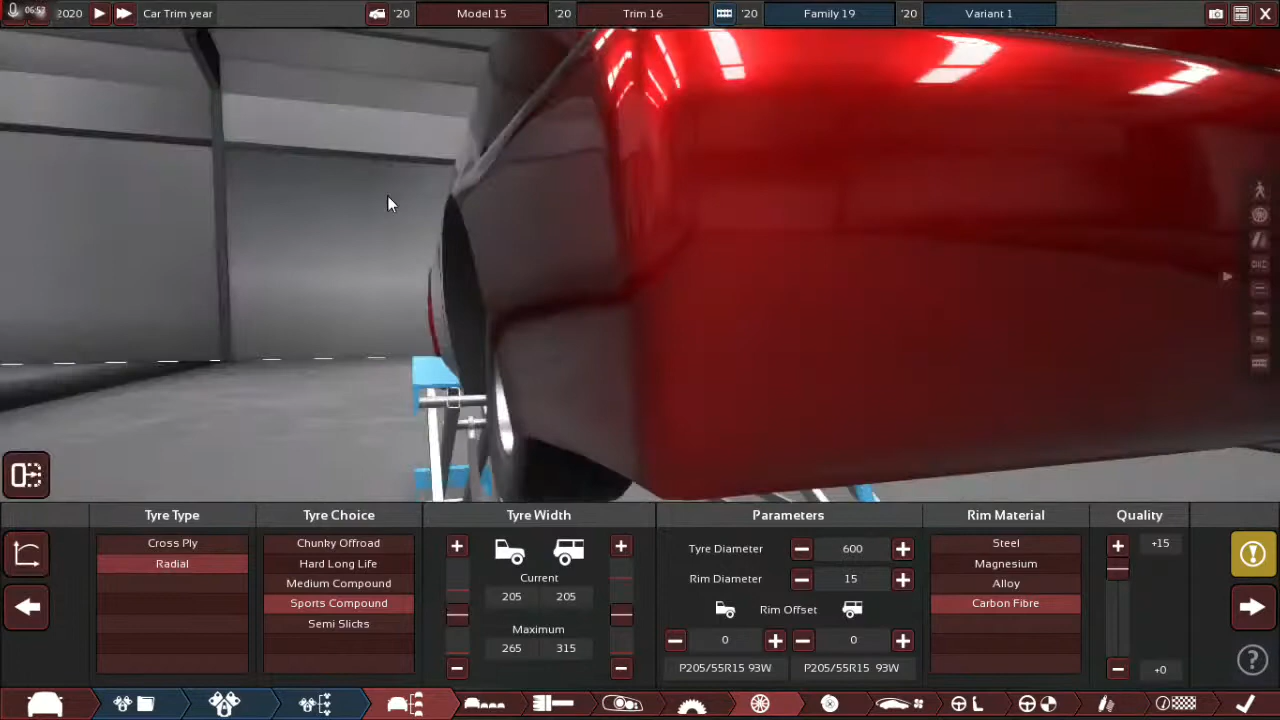 06:53 2020 Car Trim year '20 Model 15 '20 Trim 16 '20 Family 19 '20 Variant 1
Tyre Type Tyre Choice Tyre Width Parameters Rim Material Quality
Cross Ply
Radial
Chunky Offroad
Hard Long Life
Medium Compound
Sports Compound
Semi Slicks
Current
205 205
Maximum
265 315
Tyre Diameter 600
Rim Diameter 15
Rim Offset
0 0
P205/55R15 93W P205/55R15 93W
Steel
Magnesium
Alloy
Carbon Fibre
+15
+0